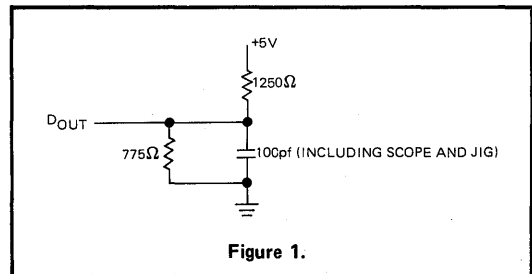 +5V
1250Ω
DOUT
775Ω
100pf (INCLUDING SCOPE AND JIG)
Figure 1.